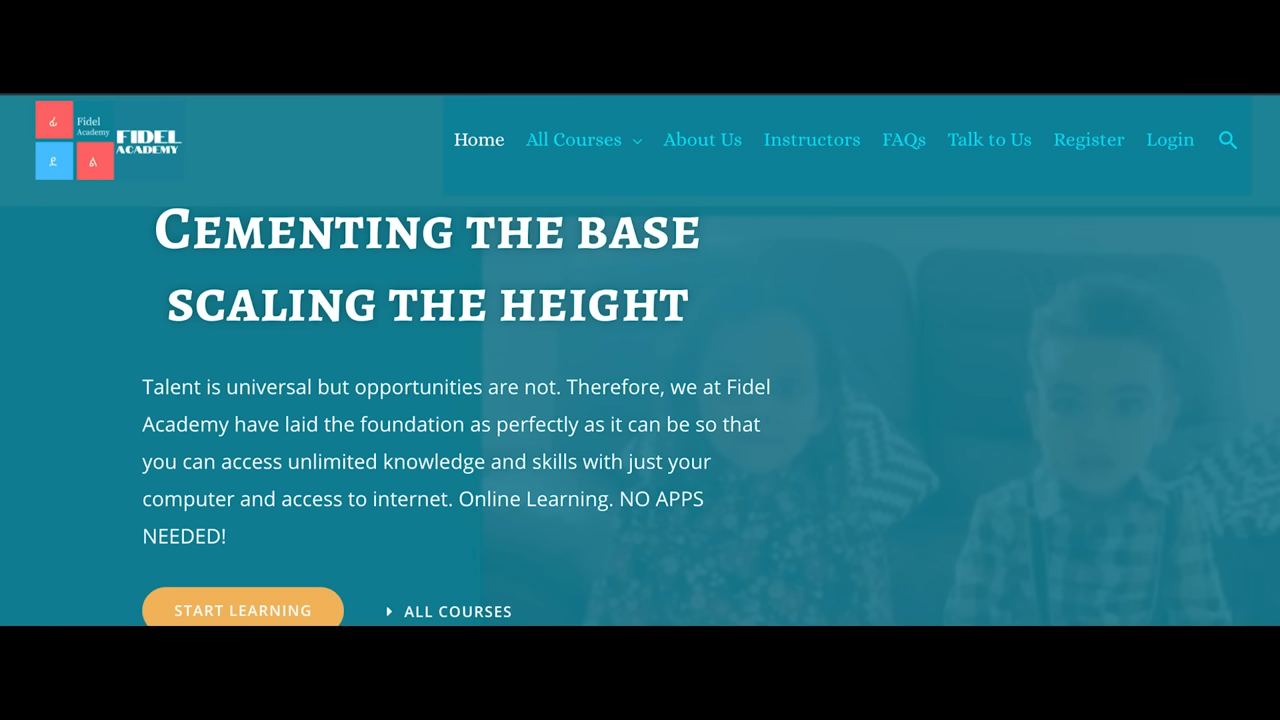 ፊ
Fidel
Academy
FIDEL
ACADEMY
ደ
ል
Home
All Courses
About Us
Instructors
FAQs
Talk to Us
Register
Login
CEMENTING THE BASE
SCALING THE HEIGHT
Talent is universal but opportunities are not. Therefore, we at Fidel
Academy have laid the foundation as perfectly as it can be so that
you can access unlimited knowledge and skills with just your
computer and access to internet. Online Learning. NO APPS
NEEDED!
START LEARNING
ALL COURSES